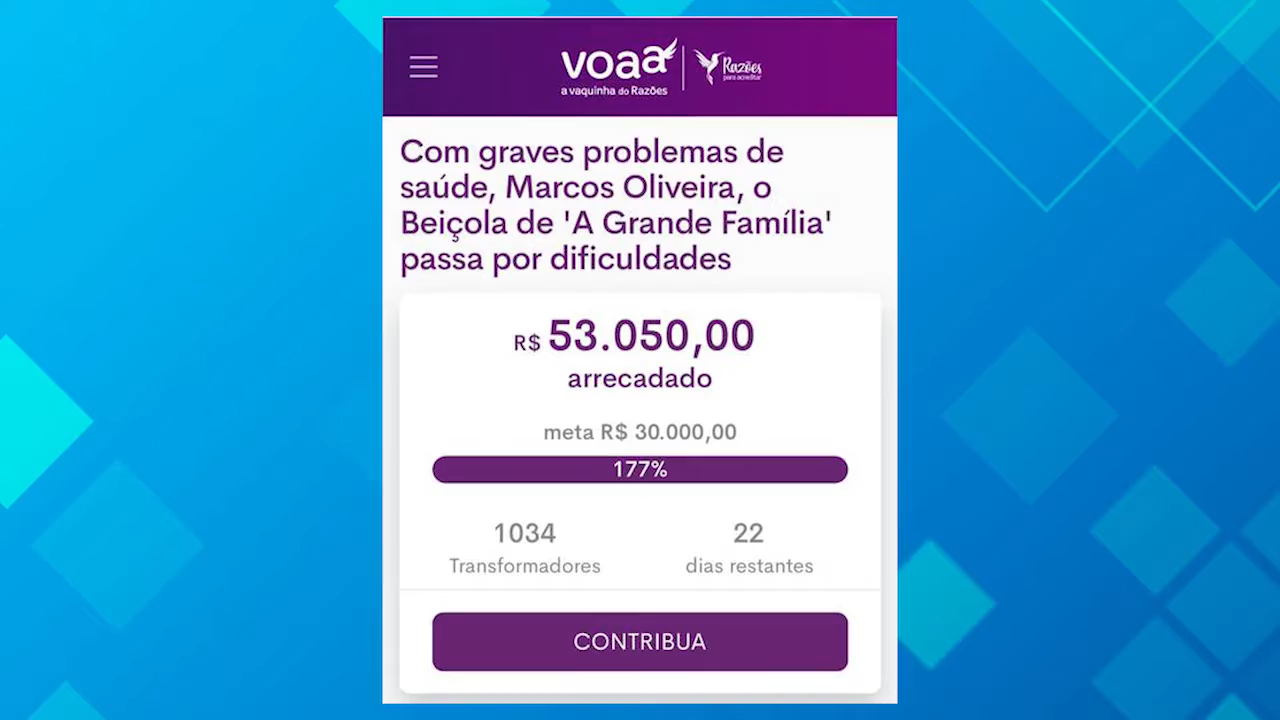 voaa
a vaquinha do Razões
Razões
para acreditar
Com graves problemas de
saúde, Marcos Oliveira, o
Beiçola de 'A Grande Família'
passa por dificuldades
R$ 53.050,00
arrecadado
meta R$ 30.000,00
177%
1034
Transformadores
22
dias restantes
CONTRIBUA